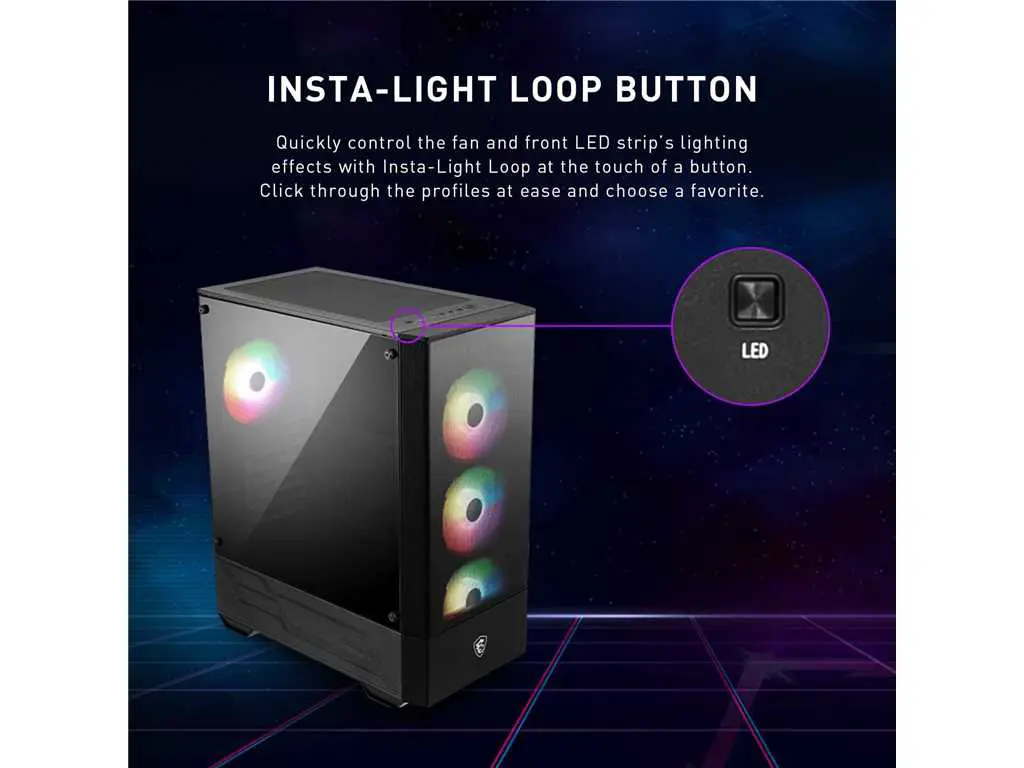 INSTA-LIGHT LOOP BUTTON
Quickly control the fan and front LED strip's lighting
effects with Insta-Light Loop at the touch of a button.
Click through the profiles at ease and choose a favorite.
LED